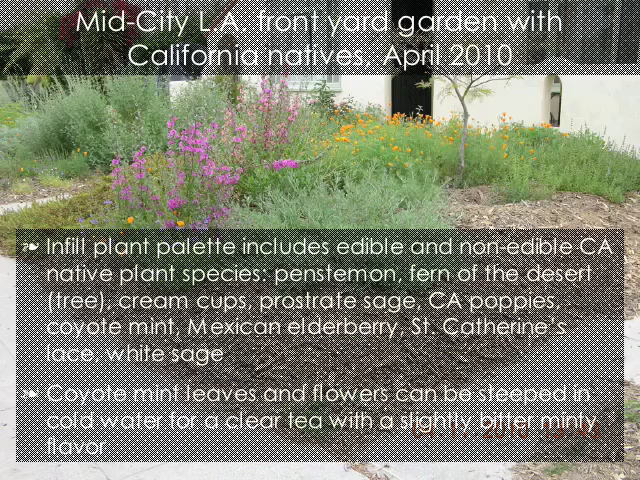 Mid-City L.A. front yard garden with
California natives, April 2010
Infill plant palette includes edible and non-edible CA
native plant species: penstemon, fern of the desert
(tree), cream cups, prostrate sage, CA poppies,
coyote mint, Mexican elderberry, St. Catherine's
lace, white sage
Coyote mint leaves and flowers can be steeped in
cold water for a clear tea with a slightly bitter minty
flavor